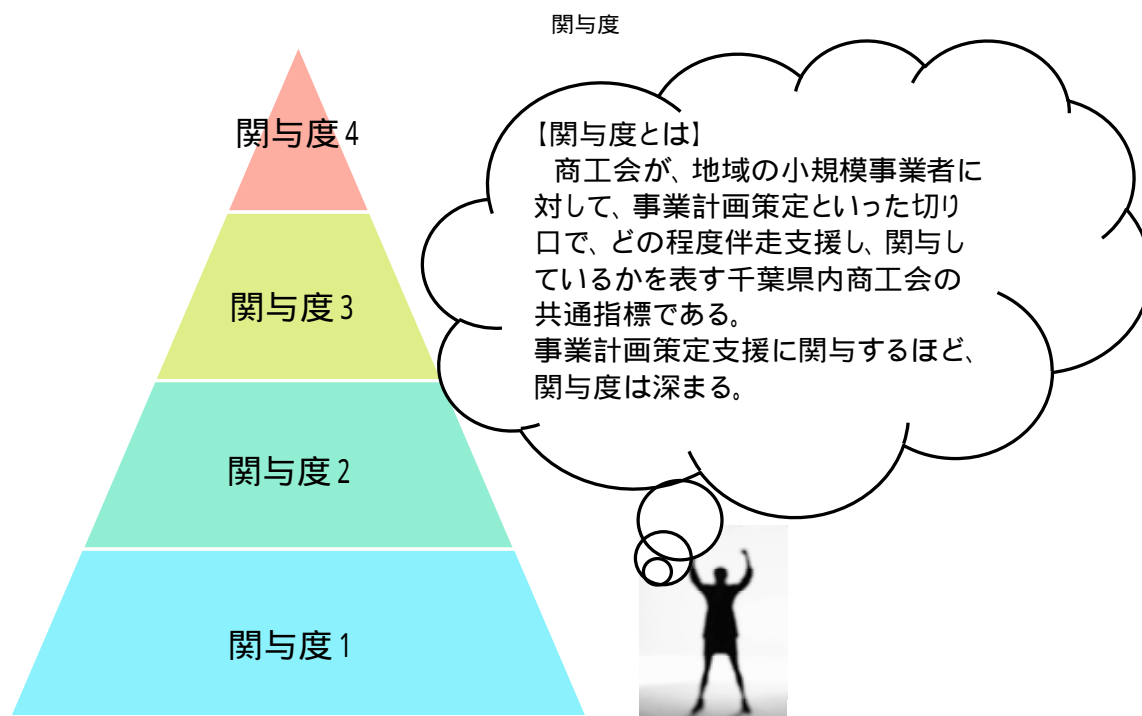 関与度
関与度4
関与度3
関与度2
関与度1
【関与度とは】
　商工会が、地域の小規模事業者に
対して、事業計画策定といった切り
口で、どの程度伴走支援し、関与し
ているかを表す千葉県内商工会の
共通指標である。
事業計画策定支援に関与するほど、
関与度は深まる。